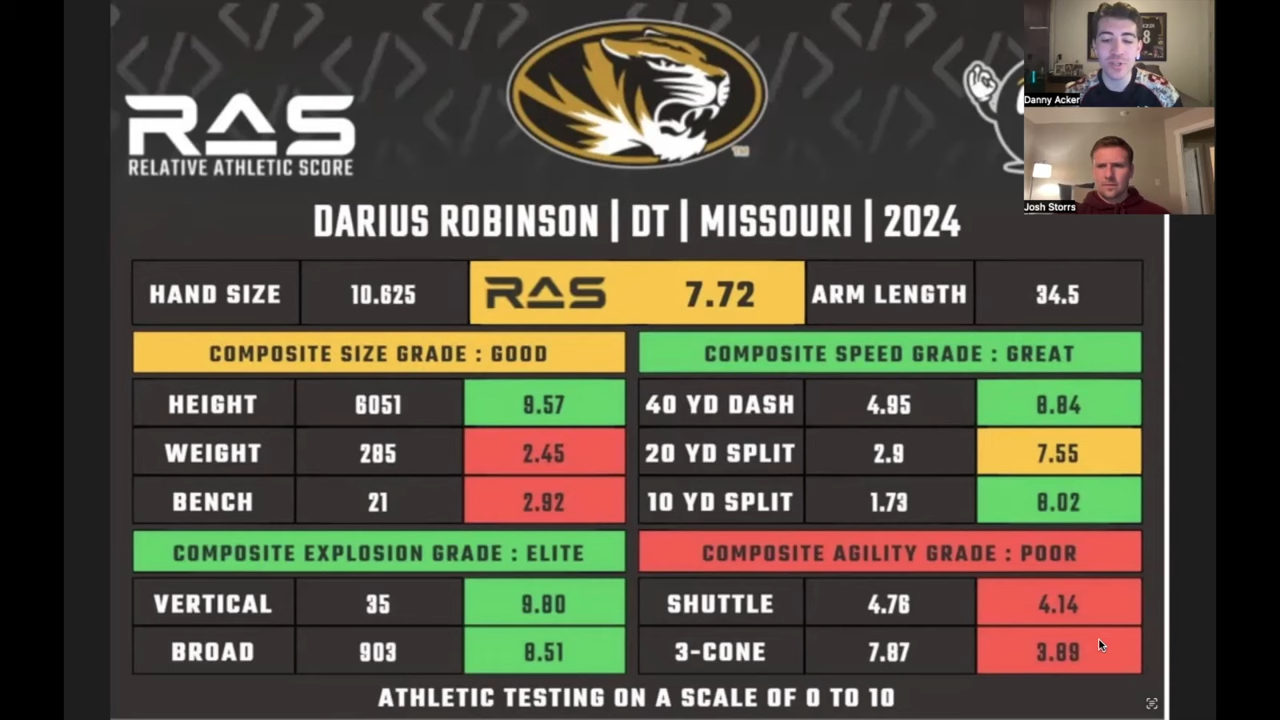 RAS
RELATIVE ATHLETIC SCORE
TM
Danny Acker
Josh Storrs
DARIUS ROBINSON | DT | MISSOURI | 2024
HAND SIZE 10.625 RAS 7.72 ARM LENGTH 34.5
COMPOSITE SIZE GRADE : GOOD COMPOSITE SPEED GRADE : GREAT
HEIGHT 6051 9.57 40 YD DASH 4.95 8.84
WEIGHT 285 2.45 20 YD SPLIT 2.9 7.55
BENCH 21 2.92 10 YD SPLIT 1.73 8.02
COMPOSITE EXPLOSION GRADE : ELITE COMPOSITE AGILITY GRADE : POOR
VERTICAL 35 9.80 SHUTTLE 4.76 4.14
BROAD 903 8.51 3-CONE 7.87 3.89
ATHLETIC TESTING ON A SCALE OF 0 TO 10